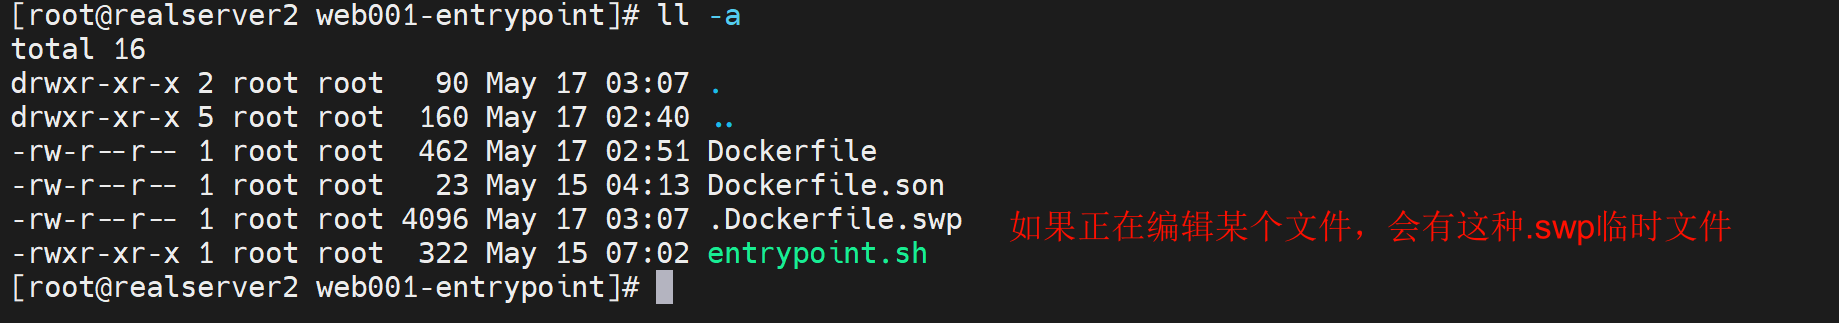 [root@realserver2 web001-entrypoint]# ll -a
total 16
drwxr-xr-x 2 root root   90 May 17 03:07 .
drwxr-xr-x 5 root root  160 May 17 02:40 ..
-rw-r--r-- 1 root root  462 May 17 02:51 Dockerfile
-rw-r--r-- 1 root root   23 May 15 04:13 Dockerfile.son
-rw-r--r-- 1 root root 4096 May 17 03:07 .Dockerfile.swp 如果正在编辑某个文件，会有这种.swp临时文件
-rwxr-xr-x 1 root root  322 May 15 07:02 entrypoint.sh
[root@realserver2 web001-entrypoint]#